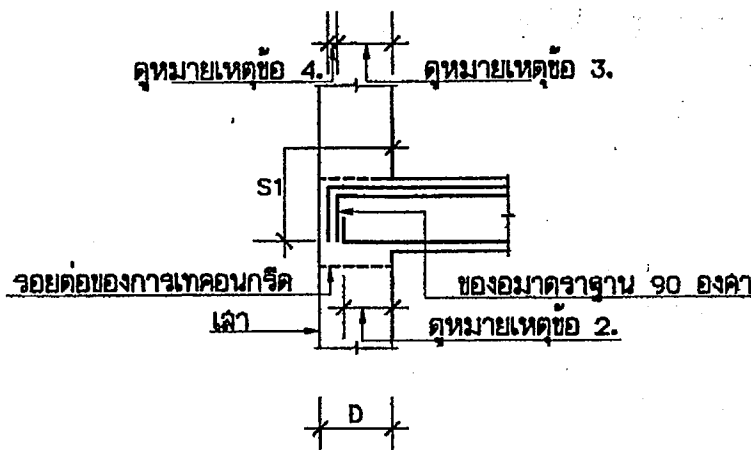 ดูหมายเหตุข้อ 4. ดูหมายเหตุข้อ 3.
S1
รอยต่อของการเทคอนกรีต ของอมาตราฐาน 90 องศา
เสา ดูหมายเหตุข้อ 2.
D